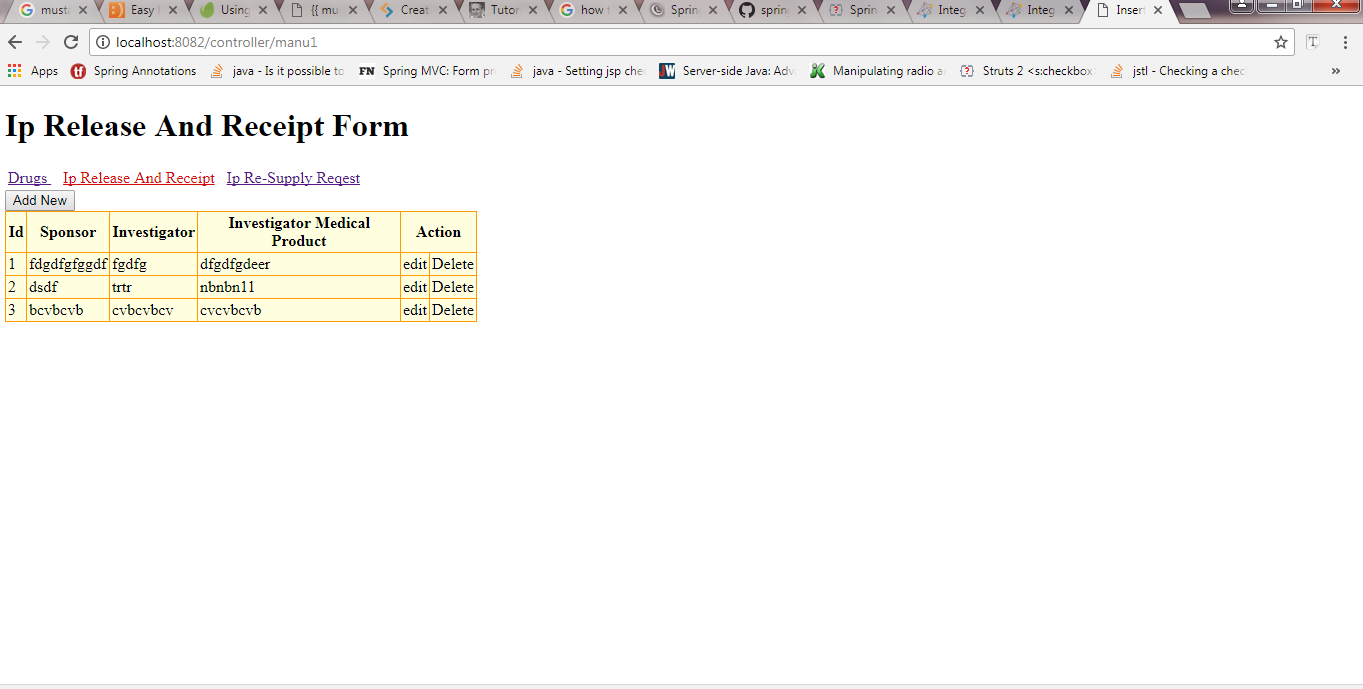 musta Easy Using {{ mu Creat Tutor how Sprin sprin Sprin Integ Integ Insert
localhost:8082/controller/manu1
Apps Spring Annotations java - Is it possible to FN Spring MVC: Form pr java - Setting jsp chec Server-side Java: Adv Manipulating radio a Struts 2 <s:checkbox jstl - Checking a chec »
Ip Release And Receipt Form
Drugs Ip Release And Receipt Ip Re-Supply Reqest
Add New
Id Sponsor Investigator Investigator Medical Product Action
1 fdgdfgfggdf fgdfg dfgdfgdeer edit Delete
2 dsdf trtr nbnbn11 edit Delete
3 bcvbcvb cvbcvbcv cvcvbcvb edit Delete